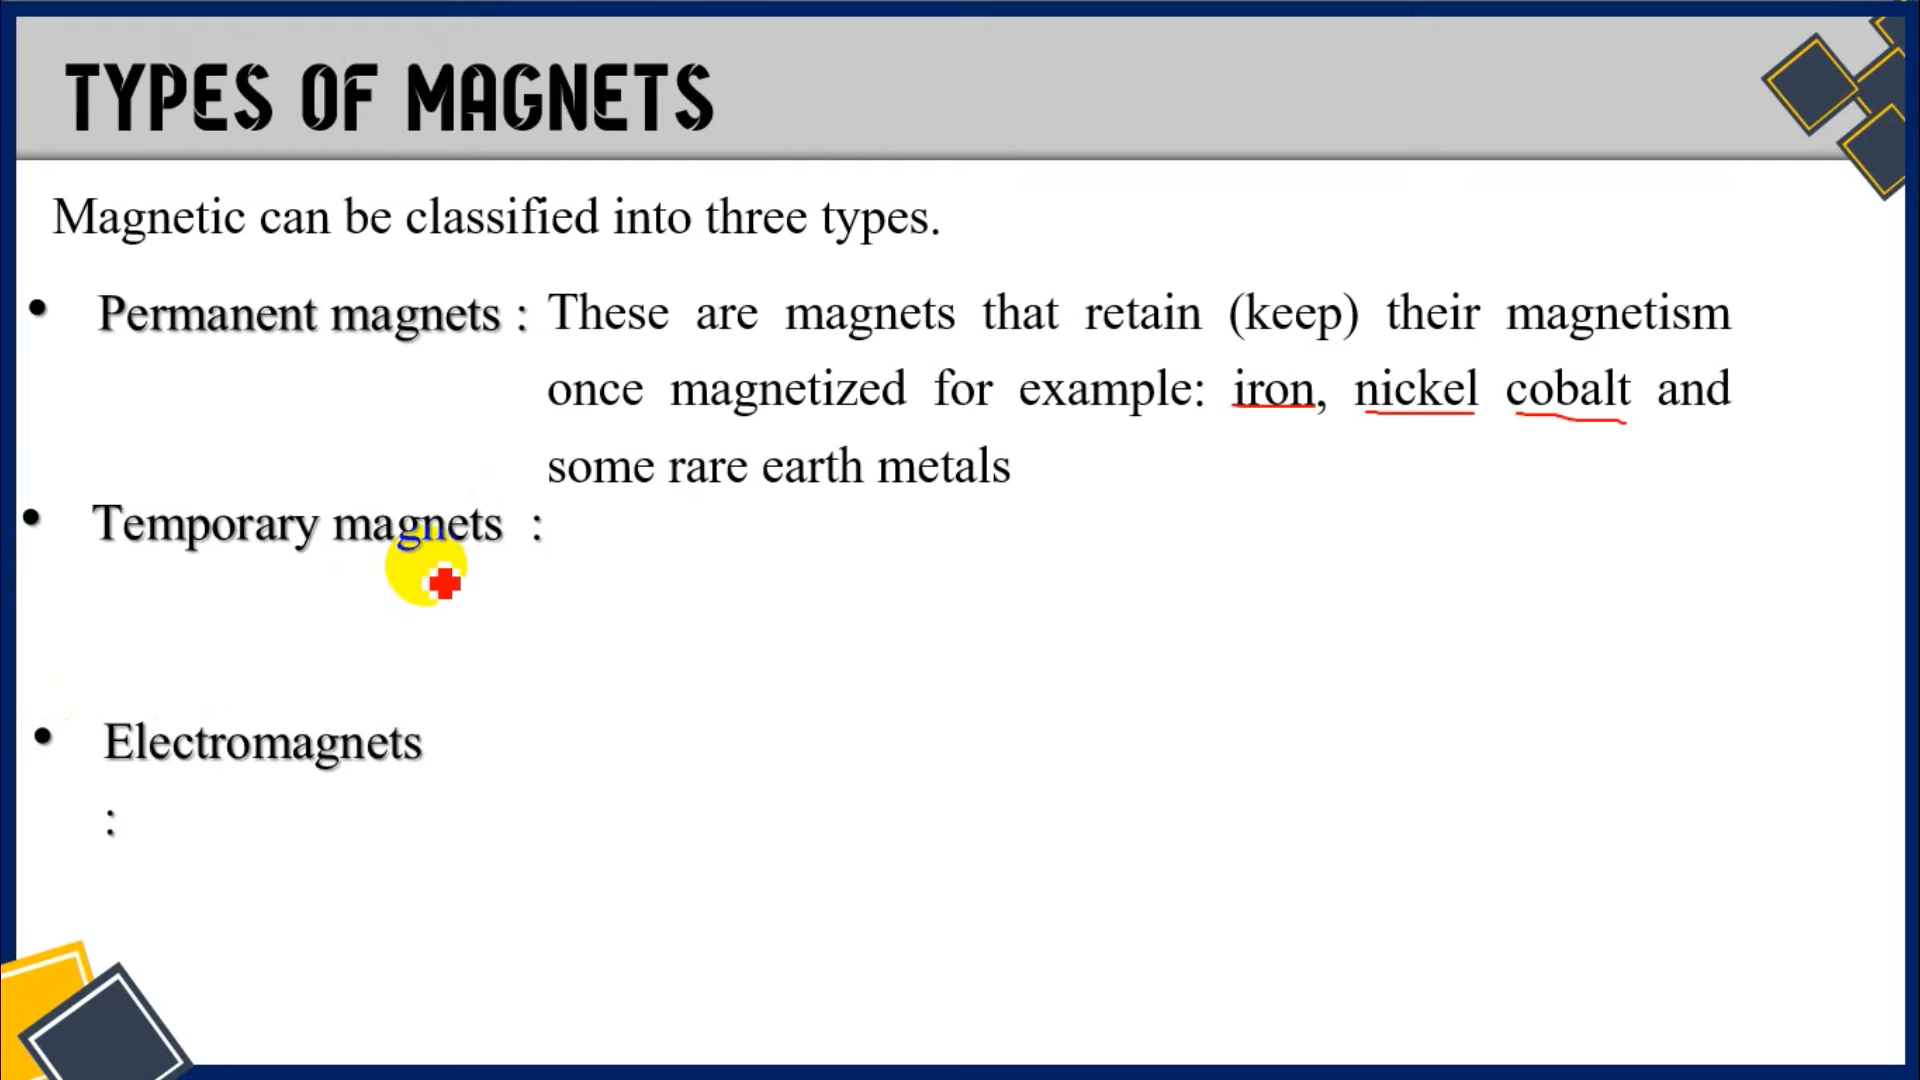 TYPES OF MAGNETS
Magnetic can be classified into three types.
• Permanent magnets : These are magnets that retain (keep) their magnetism
once magnetized for example: iron, nickel cobalt and
some rare earth metals
• Temporary magnets :
• Electromagnets
: